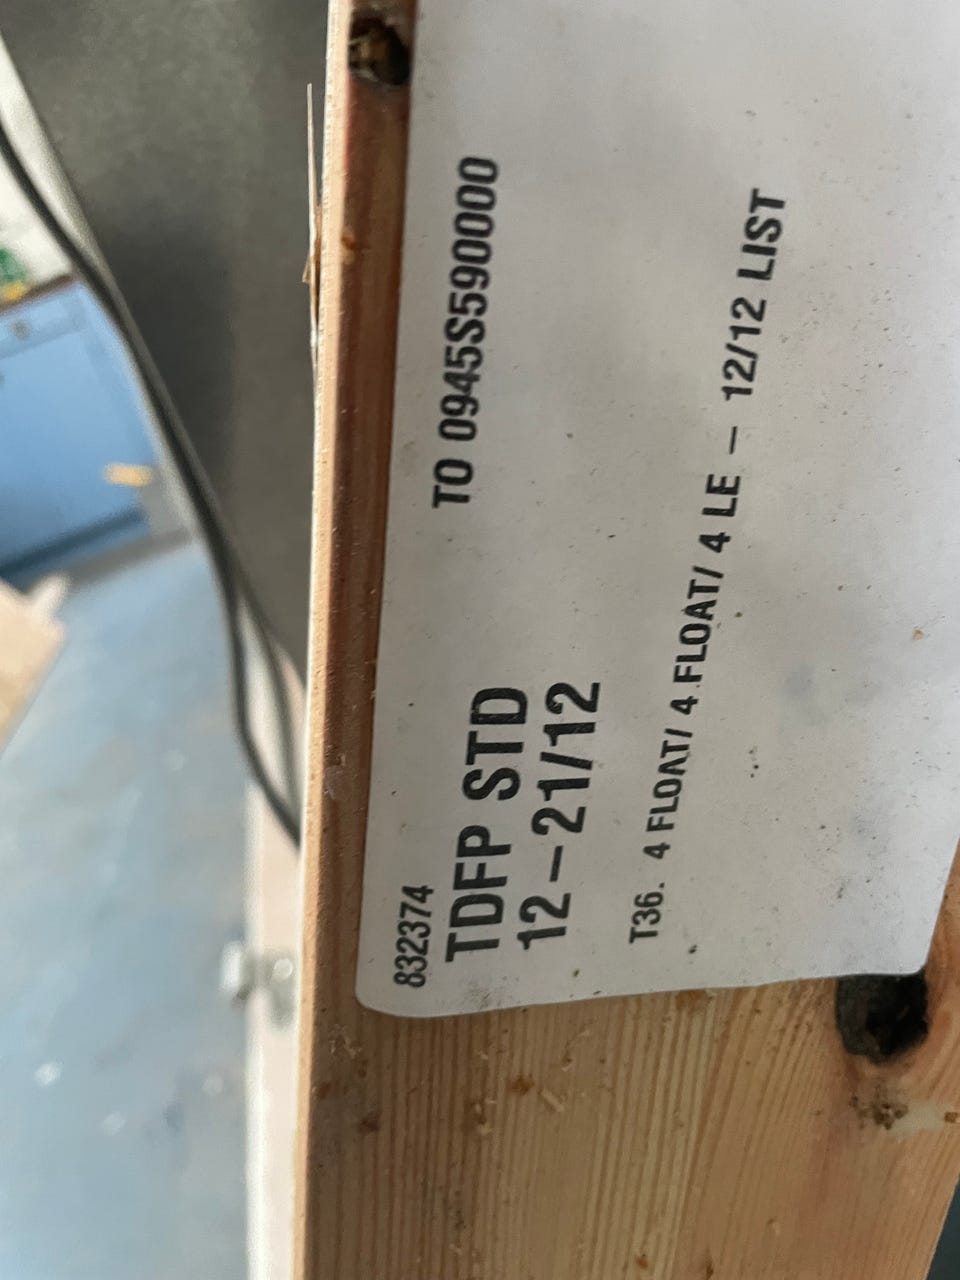 832374
TDFP STD TO 0945S590000
12-21/12
T36. 4 FLOAT/ 4 FLOAT/ 4 LE - 12/12 LIST